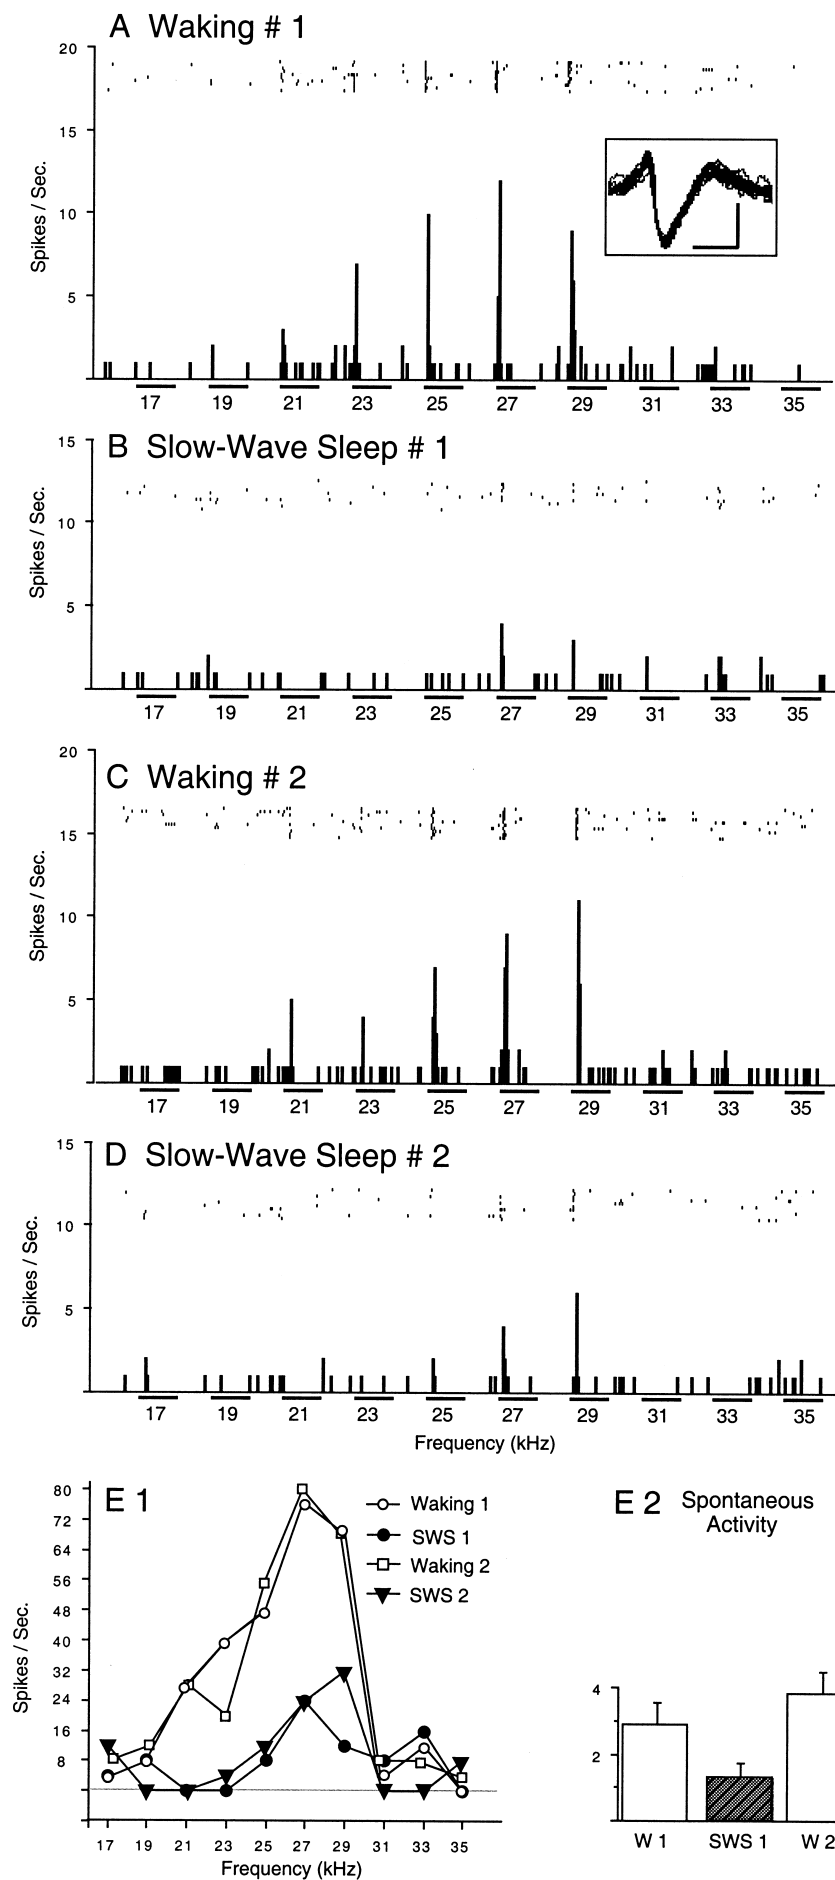 A Waking # 1
20
15
10
5
Spikes / Sec.
17 19 21 23 25 27 29 31 33 35
B Slow-Wave Sleep # 1
15
10
5
Spikes / Sec.
17 19 21 23 25 27 29 31 33 35
C Waking # 2
20
15
10
5
Spikes / Sec.
17 19 21 23 25 27 29 31 33 35
D Slow-Wave Sleep # 2
15
10
5
Spikes / Sec.
17 19 21 23 25 27 29 31 33 35
Frequency (kHz)
E 1
80
72
64
56
48
40
32
24
16
8
Spikes / Sec.
Waking 1
SWS 1
Waking 2
SWS 2
17 19 21 23 25 27 29 31 33 35
Frequency (kHz)
E 2 Spontaneous
Activity
4
2
W 1 SWS 1 W 2